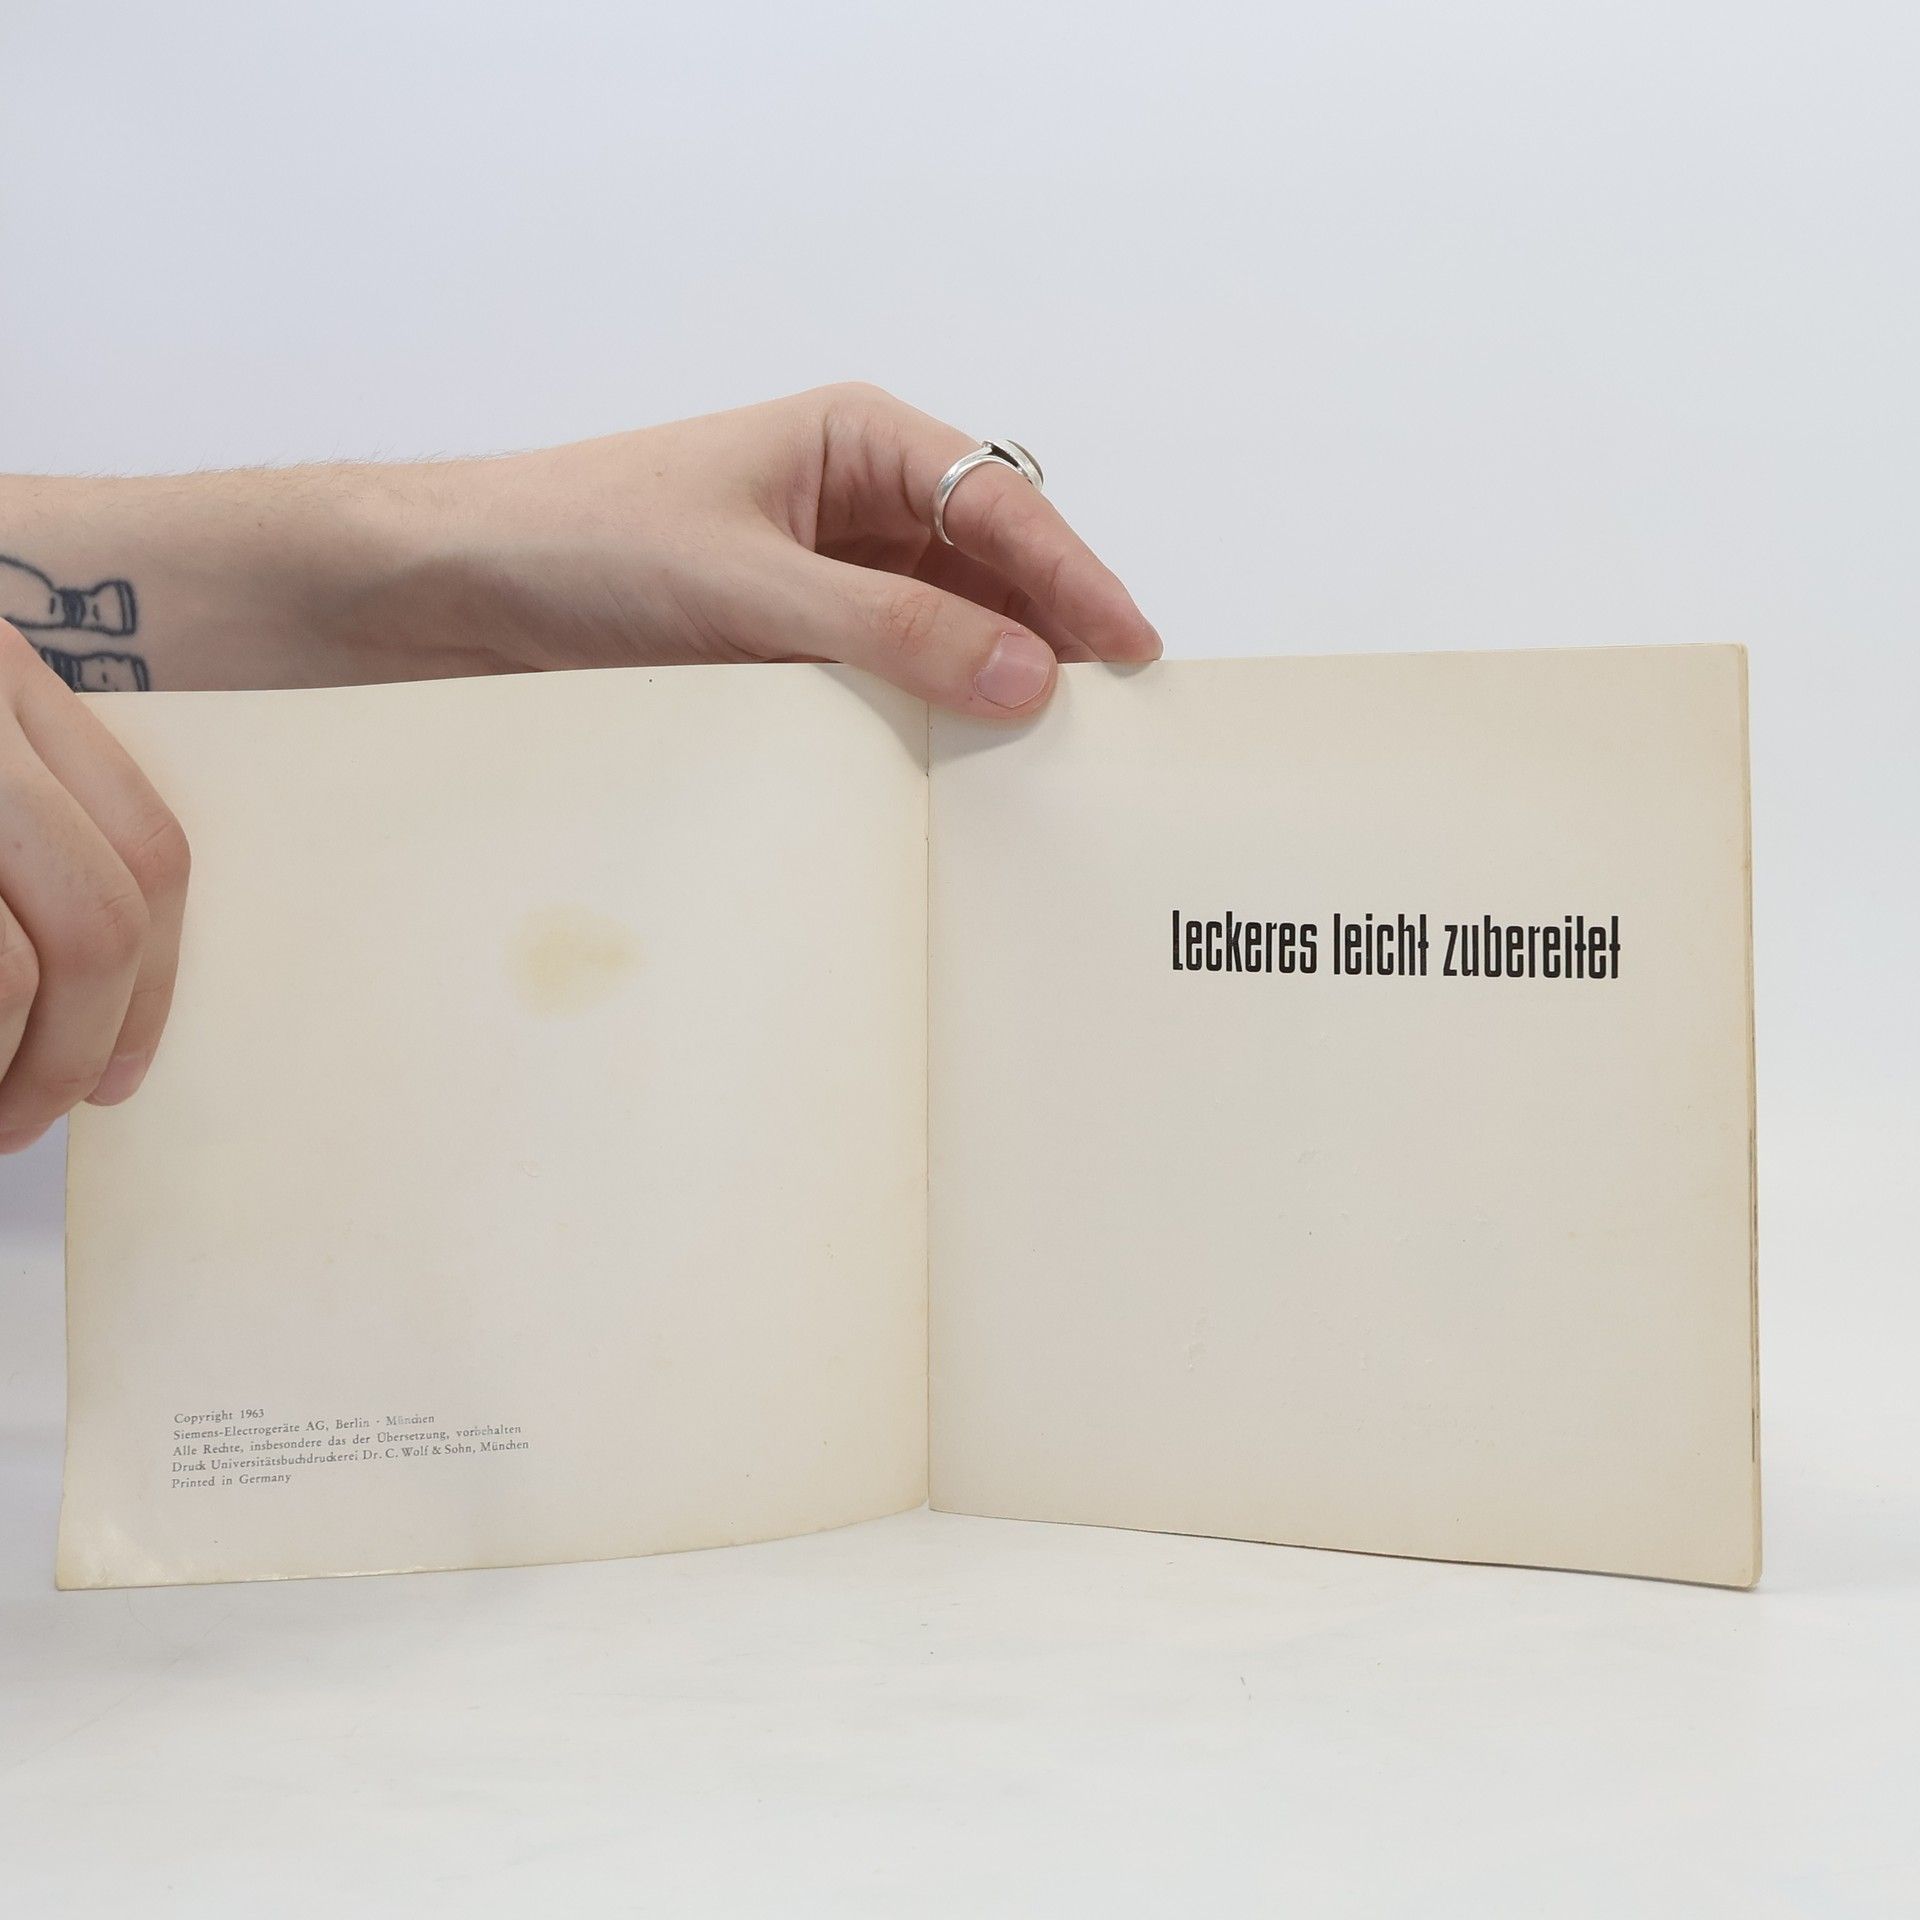 Copyright 1963
Siemens-Electrogeräte AG, Berlin · München
Alle Rechte, insbesondere das der Übersetzung, vorbehalten
Druck Universitätsbuchdruckerei Dr. C. Wolf & Sohn, München
Printed in Germany
Leckeres leicht zubereitet